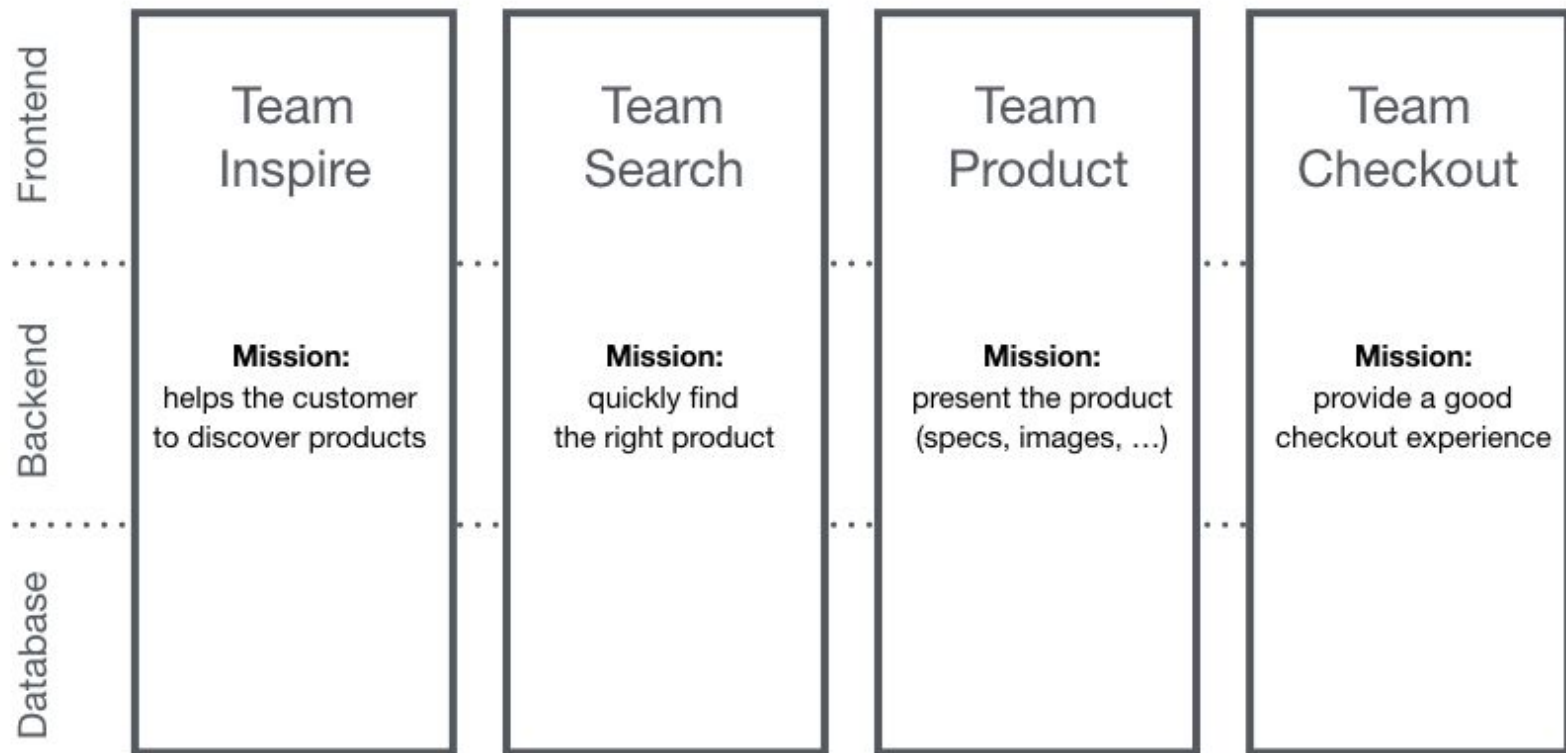 Frontend
Team
Inspire
Team
Search
Team
Product
Team
Checkout
Backend
Mission:
helps the customer
to discover products
Mission:
quickly find
the right product
Mission:
present the product
(specs, images, …)
Mission:
provide a good
checkout experience
Database